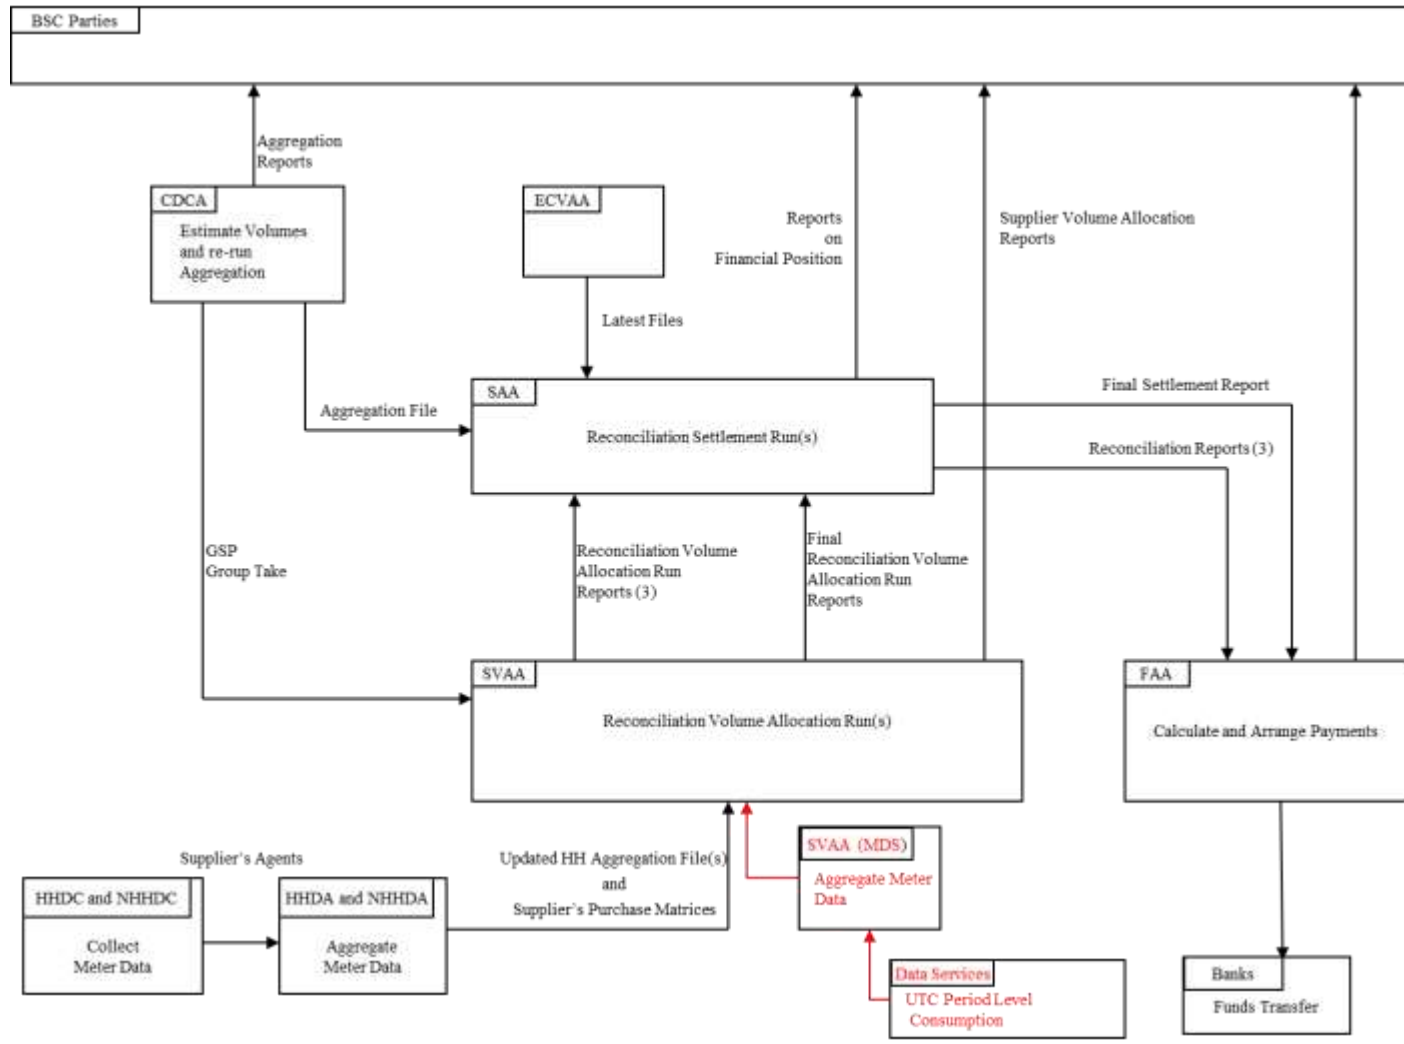 BSC Parties
Aggregation
Reports
CDCA
Estimate Volumes
and re-run
Aggregation
ECVAA
Reports
on
Financial Position
Supplier Volume Allocation
Reports
Latest Files
SAA
Reconciliation Settlement Run(s)
Aggregation File
Final Settlement Report
Reconciliation Reports (3)
GSP
Group Take
Reconciliation Volume
Allocation Run
Reports (3)
Final
Reconciliation Volume
Allocation Run
Reports
SVAA
Reconciliation Volume Allocation Run(s)
FAA
Calculate and Arrange Payments
Supplier's Agents
Updated HH Aggregation File(s)
and
Supplier's Purchase Matrices
SVAA (MDS)
Aggregate Meter
Data
HHDC and NHHDC
Collect
Meter Data
HHDA and NHHDA
Aggregate
Meter Data
Data Services
UTC Period Level
Consumption
Banks
Funds Transfer